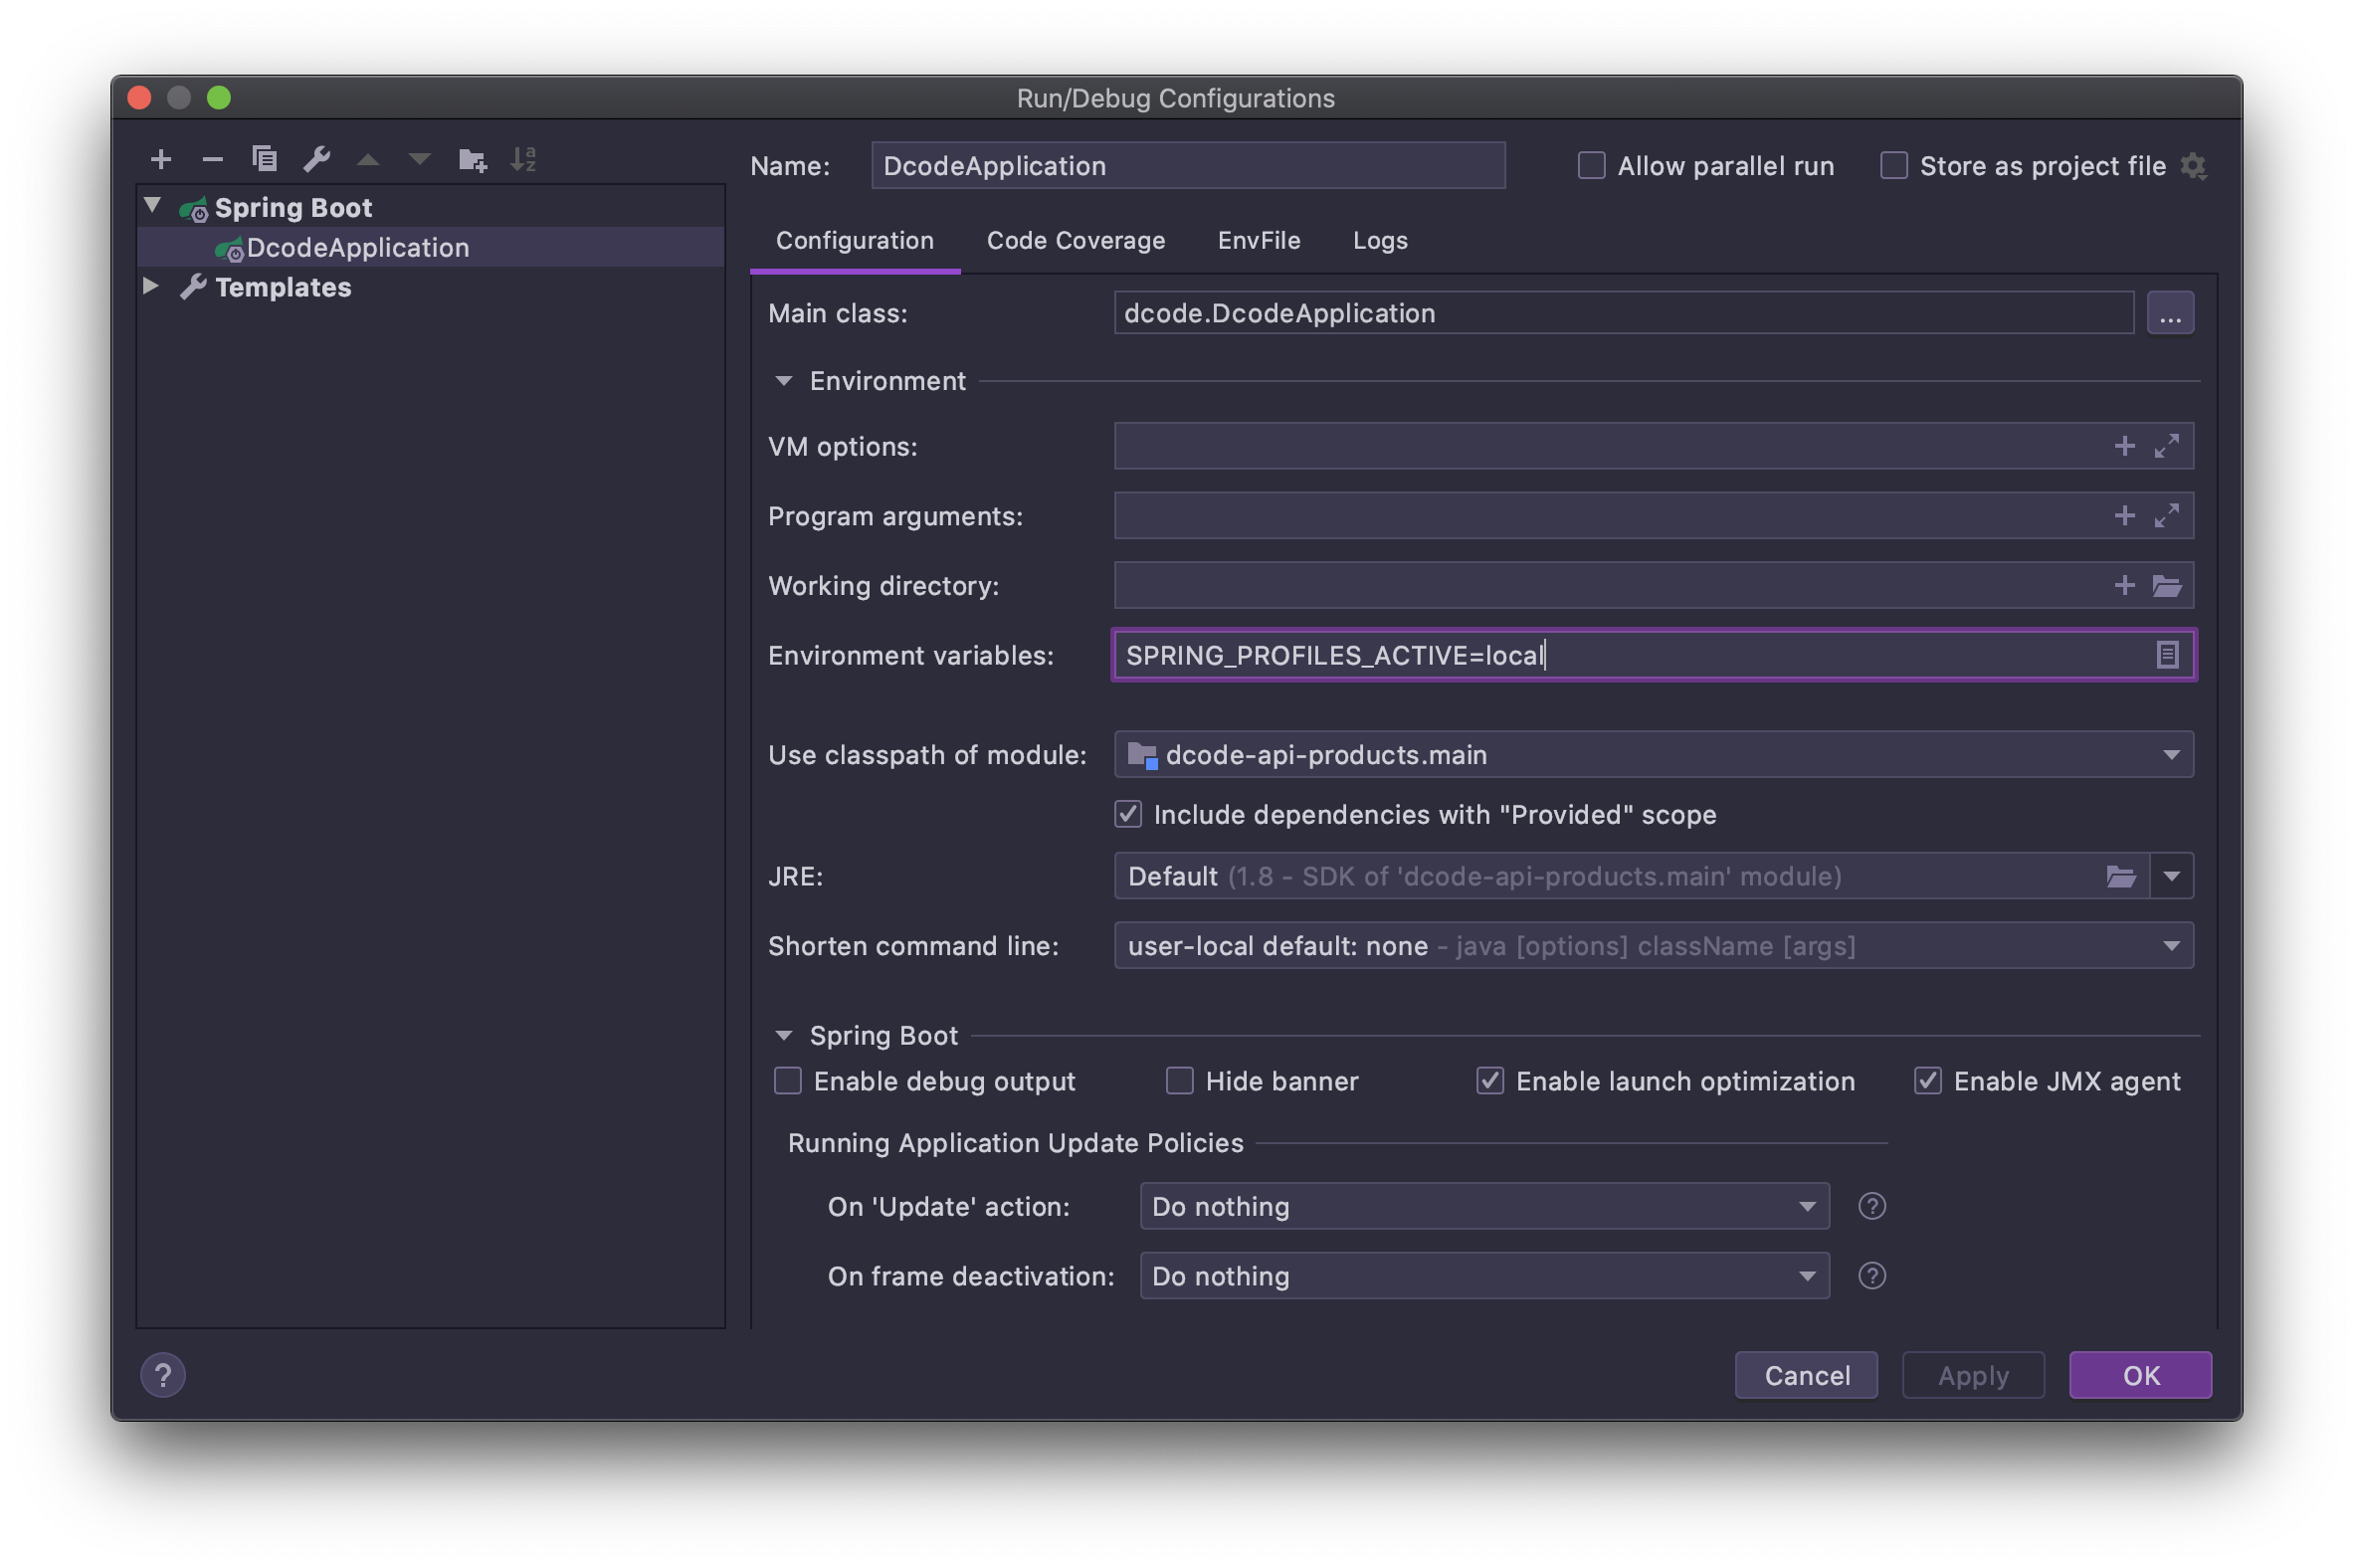 Run/Debug Configurations
Name: DcodeApplication Allow parallel run Store as project file
Spring Boot
DcodeApplication
Templates
Configuration Code Coverage EnvFile Logs
Main class: dcode.DcodeApplication ...
Environment
VM options:
Program arguments:
Working directory:
Environment variables: SPRING_PROFILES_ACTIVE=local
Use classpath of module: dcode-api-products.main
Include dependencies with "Provided" scope
JRE: Default (1.8 - SDK of 'dcode-api-products.main' module)
Shorten command line: user-local default: none - java [options] className [args]
Spring Boot
Enable debug output Hide banner Enable launch optimization Enable JMX agent
Running Application Update Policies
On 'Update' action: Do nothing ?
On frame deactivation: Do nothing ?
? Cancel Apply OK